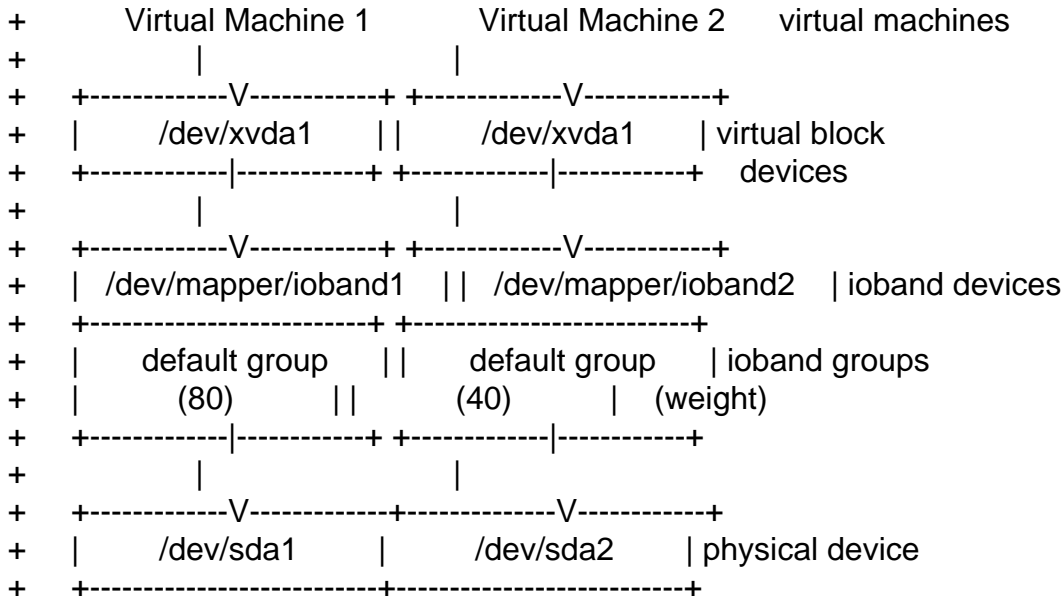 + Virtual Machine 1 Virtual Machine 2 virtual machines
+ | |
+ +-------------V------------+ +-------------V------------+
+ | /dev/xvda1 | | /dev/xvda1 | virtual block
+ +-------------|------------+ +-------------|------------+ devices
+ | |
+ +-------------V------------+ +-------------V------------+
+ | /dev/mapper/ioband1 | | /dev/mapper/ioband2 | ioband devices
+ +--------------------------+ +--------------------------+
+ | default group | | default group | ioband groups
+ | (80) | | (40) | (weight)
+ +-------------|------------+ +-------------|------------+
+ | |
+ +-------------V-------------+--------------V------------+
+ | /dev/sda1 | /dev/sda2 | physical device
+ +---------------------------+---------------------------+